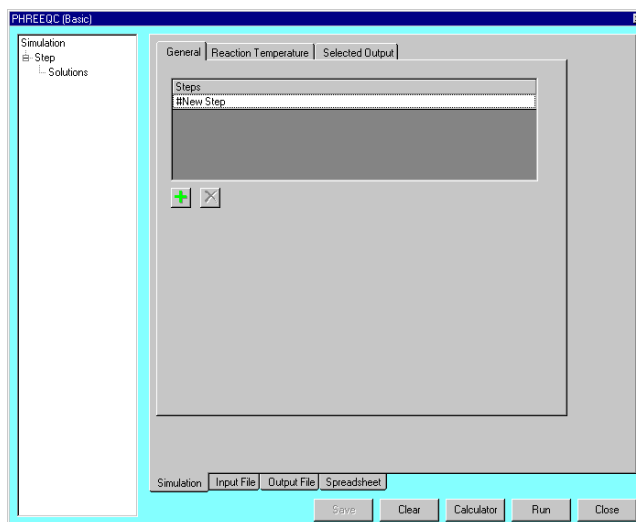 PHREEQC (Basic)
Simulation
Step
Solutions
General Reaction Temperature Selected Output
Steps
#New Step
Simulation Input File Output File Spreadsheet
Save Clear Calculator Run Close